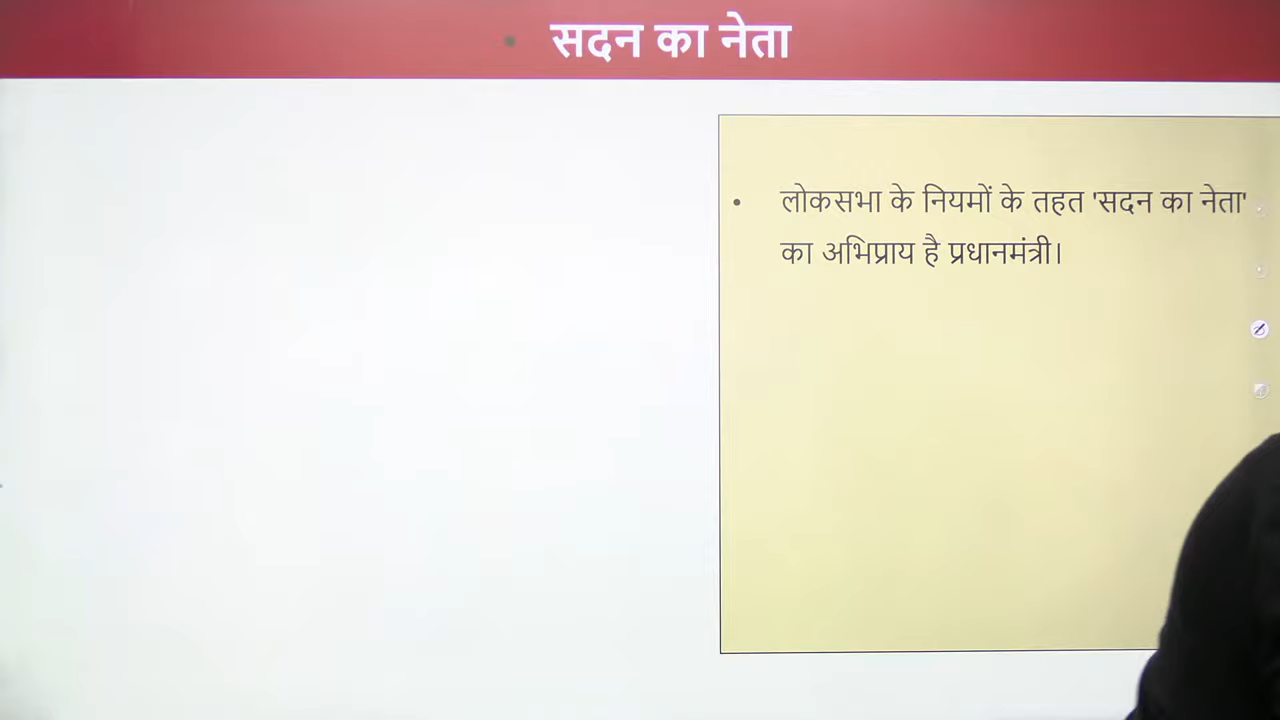 • सदन का नेता
• लोकसभा के नियमों के तहत 'सदन का नेता'
का अभिप्राय है प्रधानमंत्री।